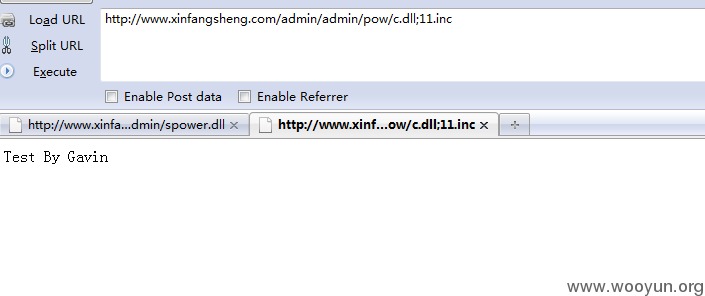 Load URL
http://www.xinfangsheng.com/admin/admin/pow/c.dll;11.inc
Split URL
Execute
Enable Post data Enable Referrer
http://www.xinfa...dmin/spower.dll × http://www.xinf...ow/c.dll;11.inc ×
Test By Gavin
www.wooyun.org